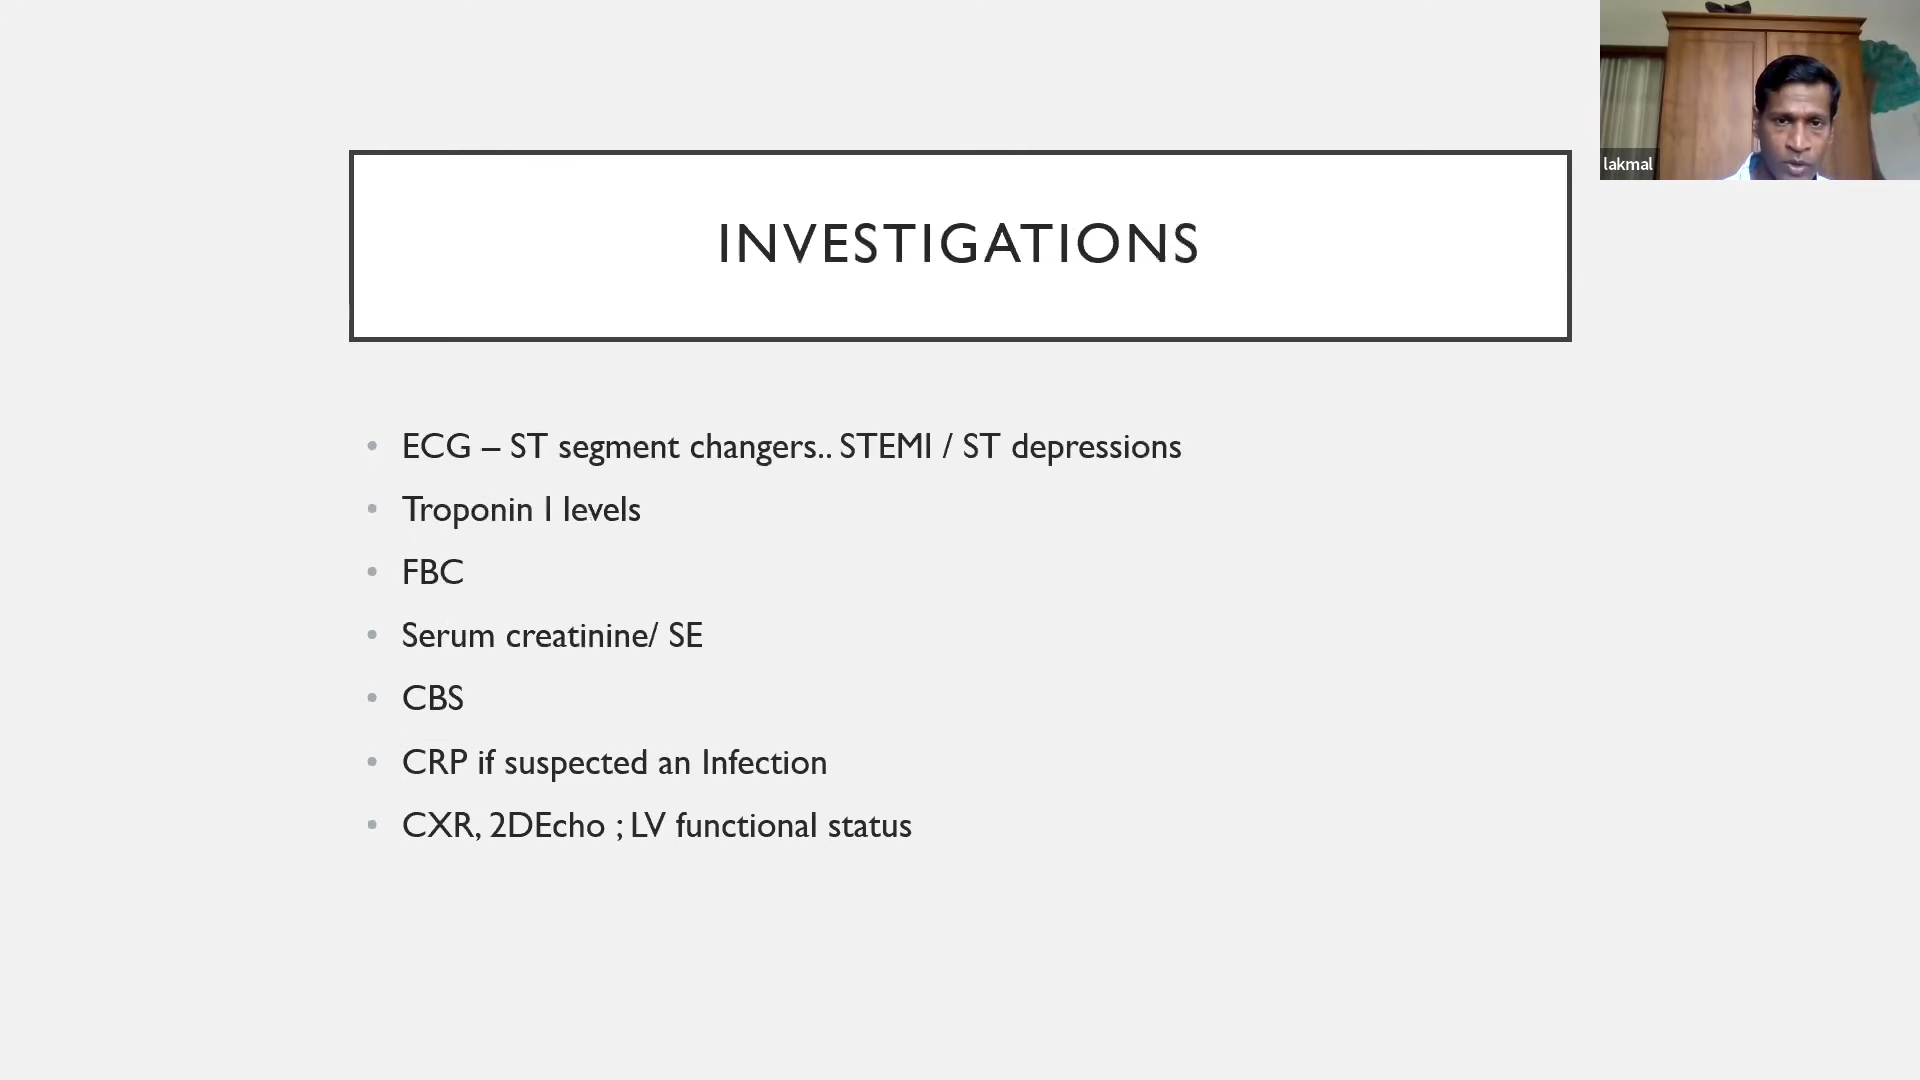 lakmal
INVESTIGATIONS
• ECG – ST segment changers.. STEMI / ST depressions
• Troponin I levels
• FBC
• Serum creatinine/ SE
• CBS
• CRP if suspected an Infection
• CXR, 2DEcho ; LV functional status